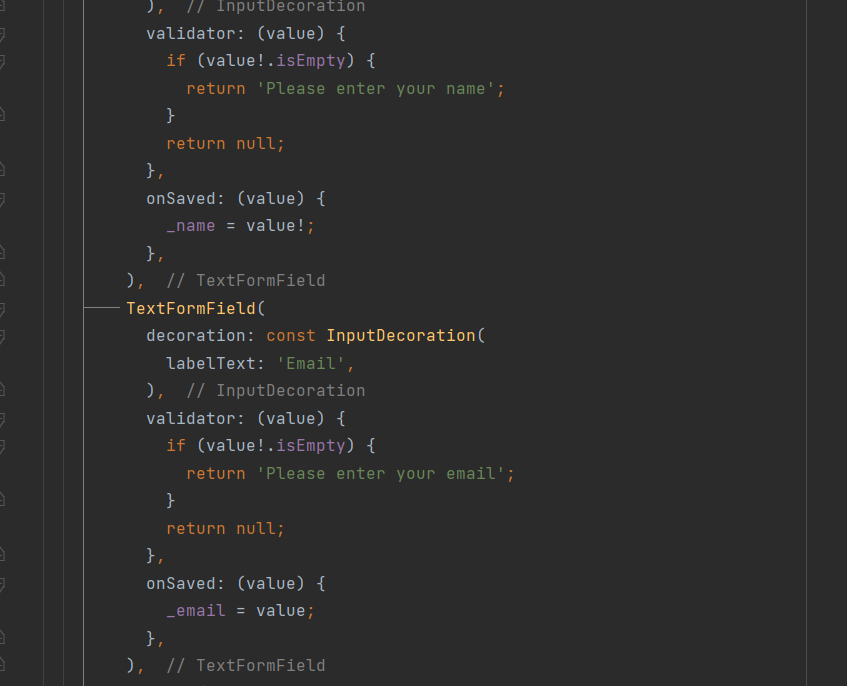 ),  // InputDecoration
validator: (value) {
if (value!.isEmpty) {
return 'Please enter your name';
}
return null;
},
onSaved: (value) {
_name = value!;
},
),  // TextFormField
TextFormField(
decoration: const InputDecoration(
labelText: 'Email',
),  // InputDecoration
validator: (value) {
if (value!.isEmpty) {
return 'Please enter your email';
}
return null;
},
onSaved: (value) {
_email = value;
},
),  // TextFormField